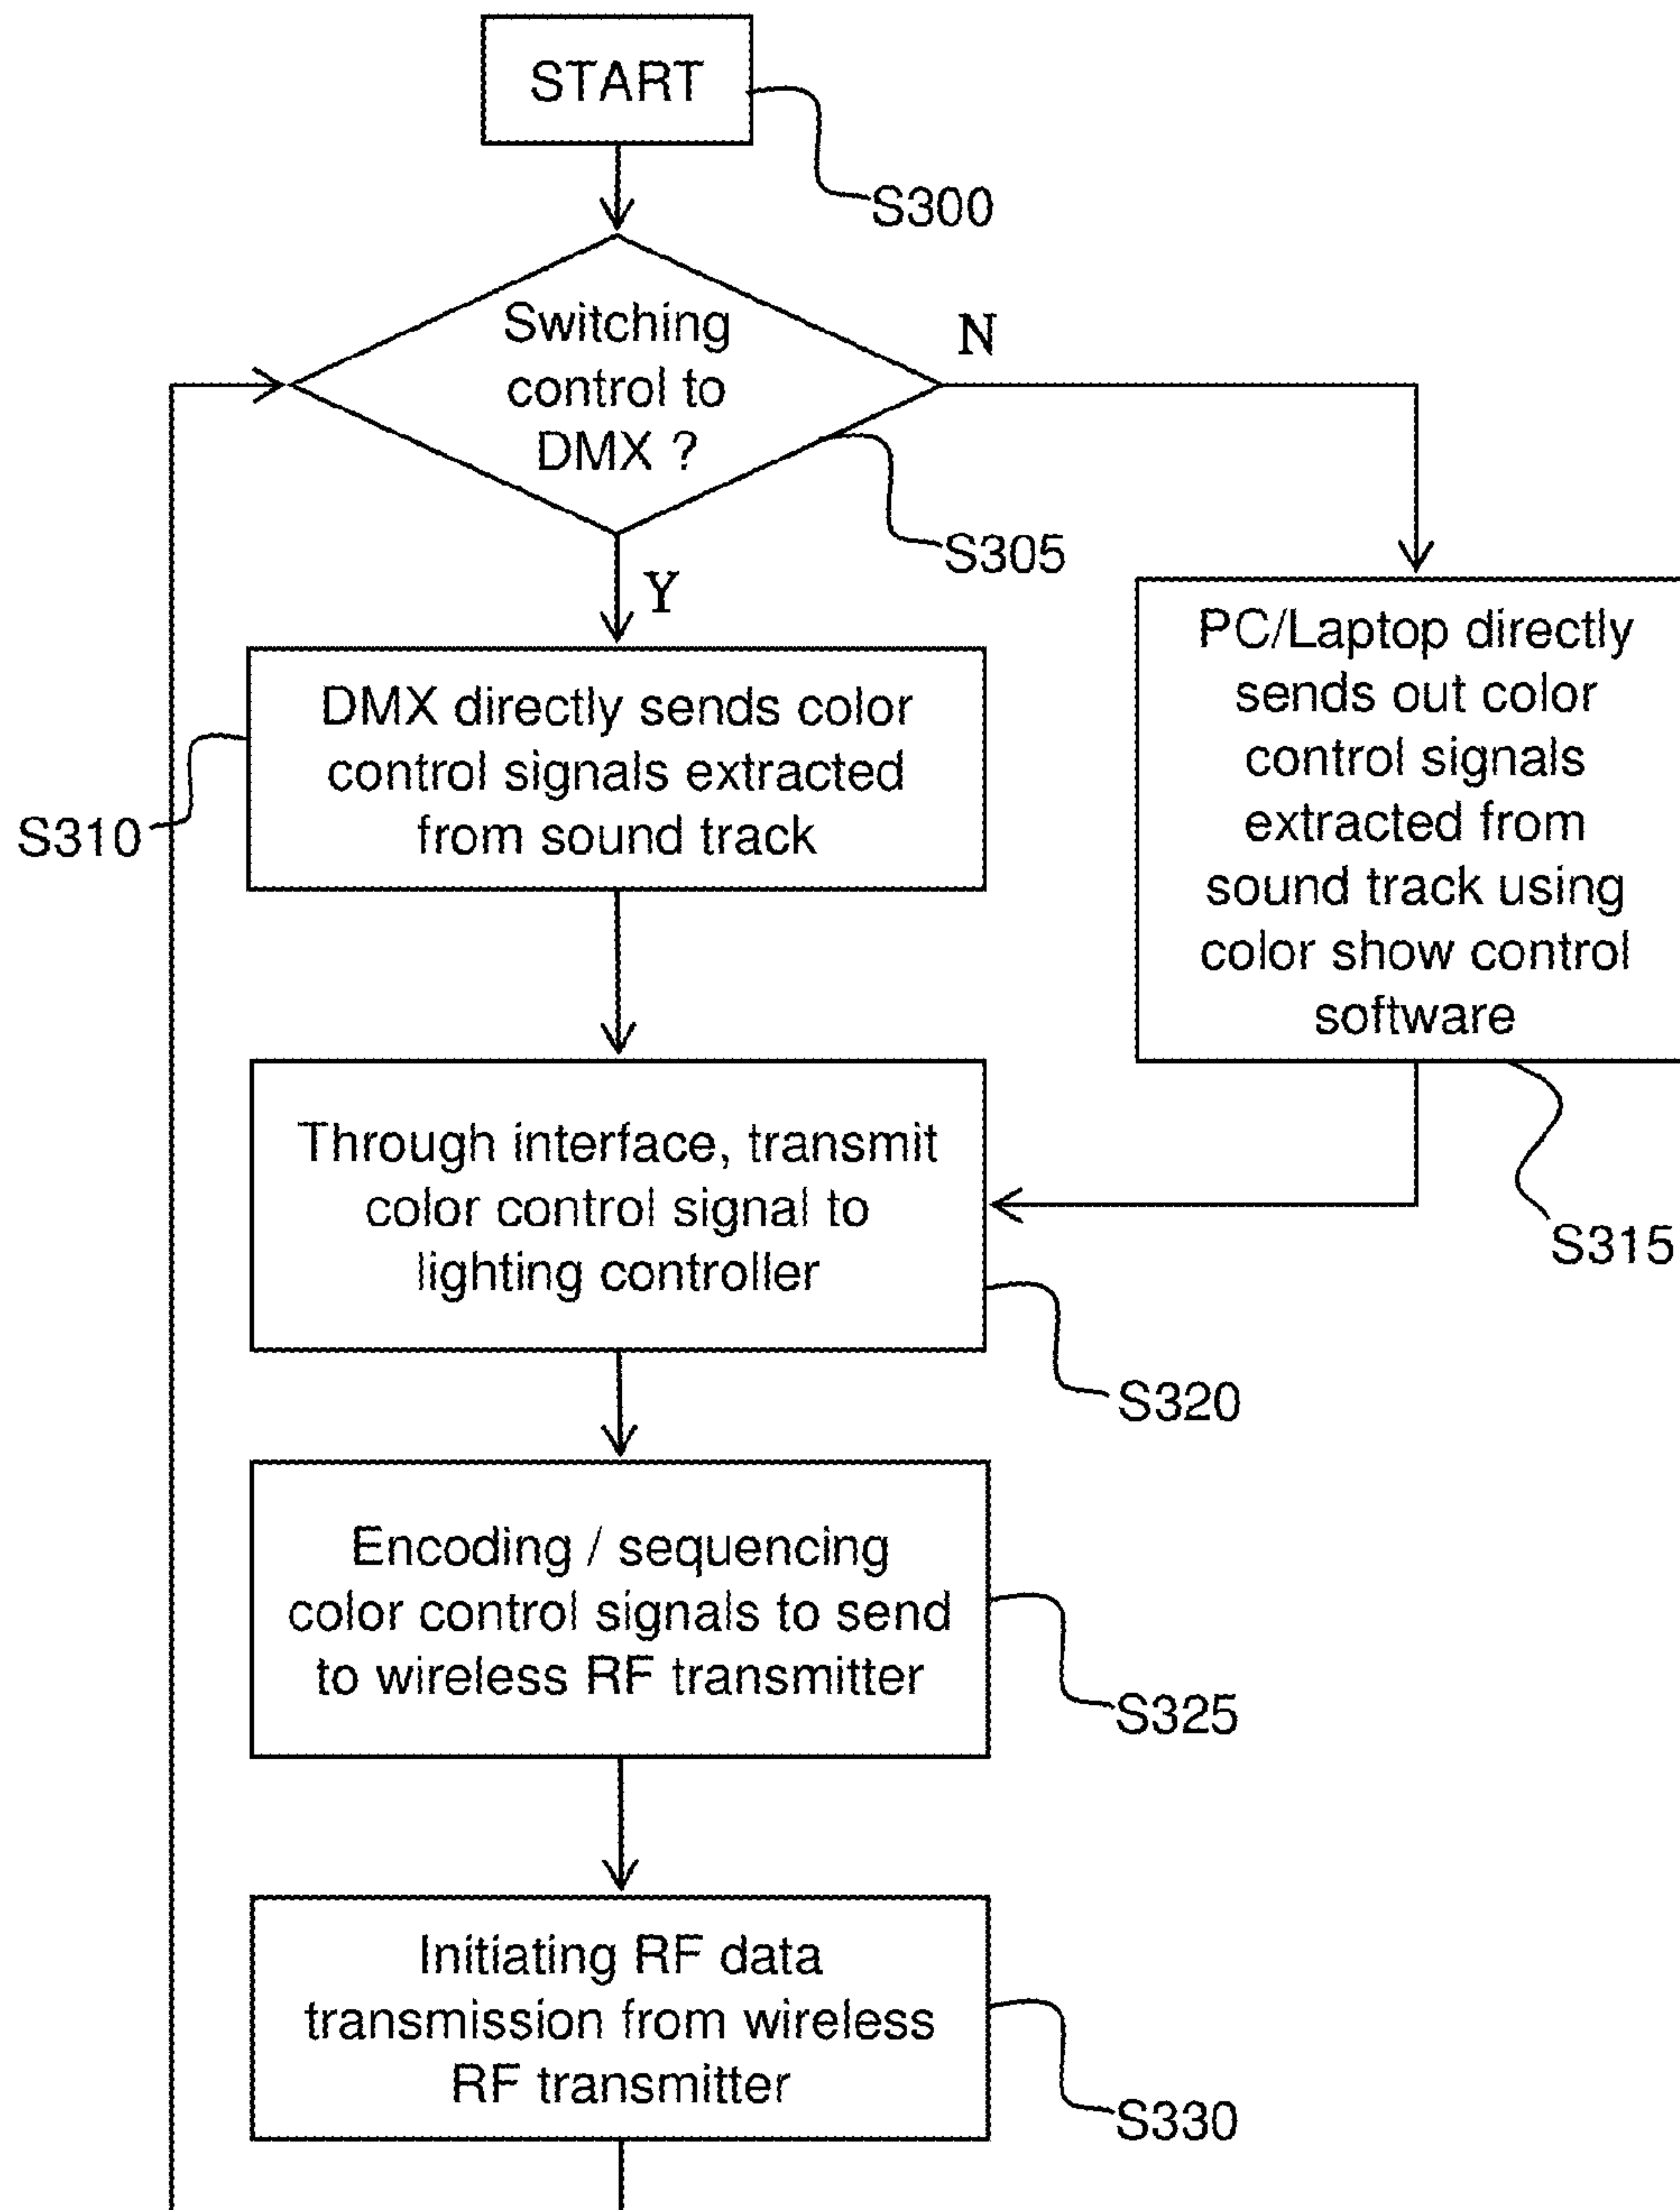 START
S300
Switching
control to
DMX ?
N
S305
Y
DMX directly sends color
control signals extracted
from sound track
S310
PC/Laptop directly
sends out color
control signals
extracted from
sound track using
color show control
software
S315
Through interface, transmit
color control signal to
lighting controller
S320
Encoding / sequencing
color control signals to send
to wireless RF transmitter
S325
Initiating RF data
transmission from wireless
RF transmitter
S330